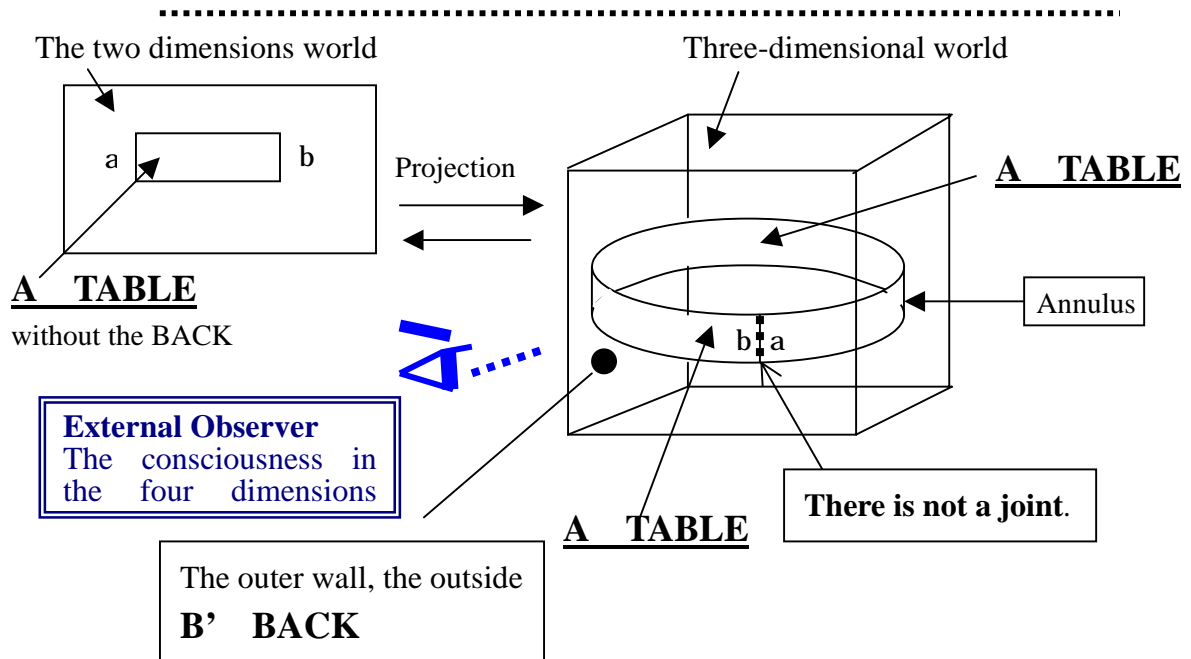 The two dimensions world
Three-dimensional world
a
b
Projection
A TABLE
A TABLE
without the BACK
Annulus
b
a
External Observer
The consciousness in
the four dimensions
There is not a joint.
A TABLE
The outer wall, the outside
B’ BACK